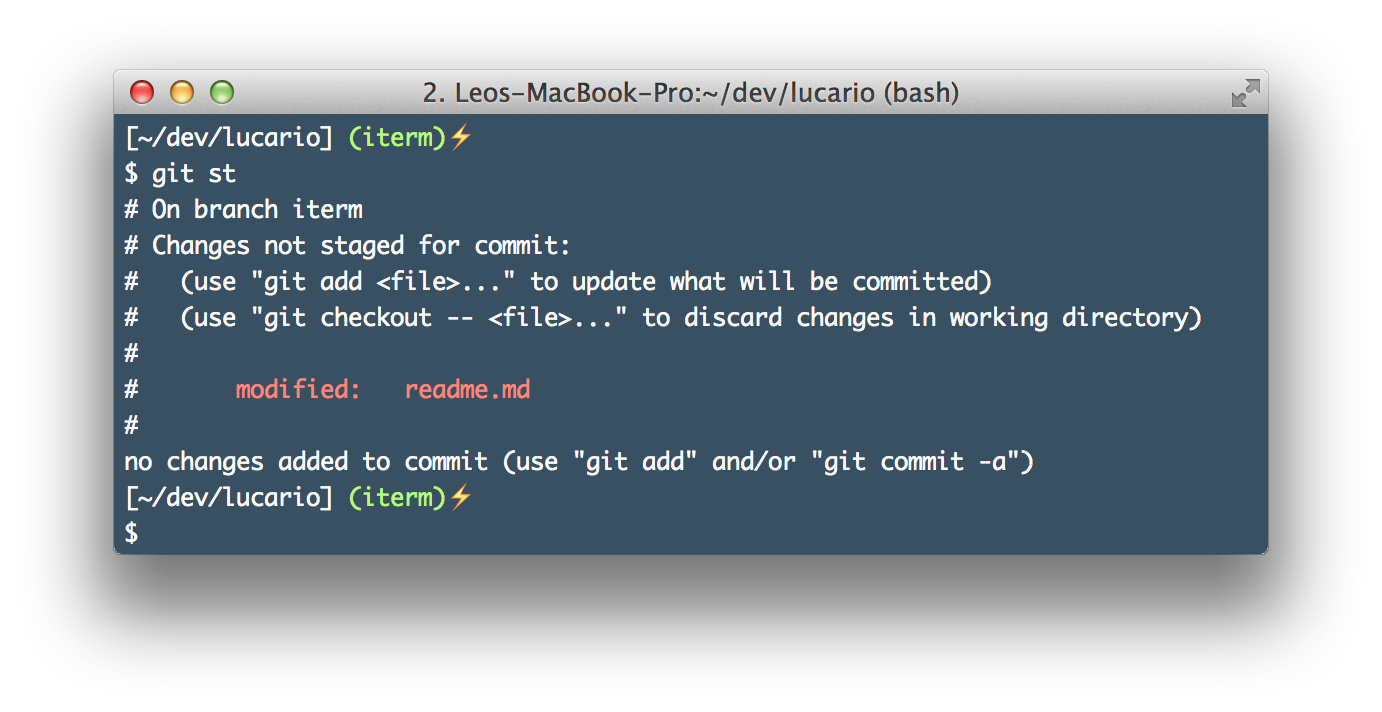 2. Leos-MacBook-Pro:~/dev/lucario (bash)
[~/dev/lucario] (iterm)⚡
$ git st
# On branch iterm
# Changes not staged for commit:
#   (use "git add <file>..." to update what will be committed)
#   (use "git checkout -- <file>..." to discard changes in working directory)
#
#       modified:   readme.md
#
no changes added to commit (use "git add" and/or "git commit -a")
[~/dev/lucario] (iterm)⚡
$